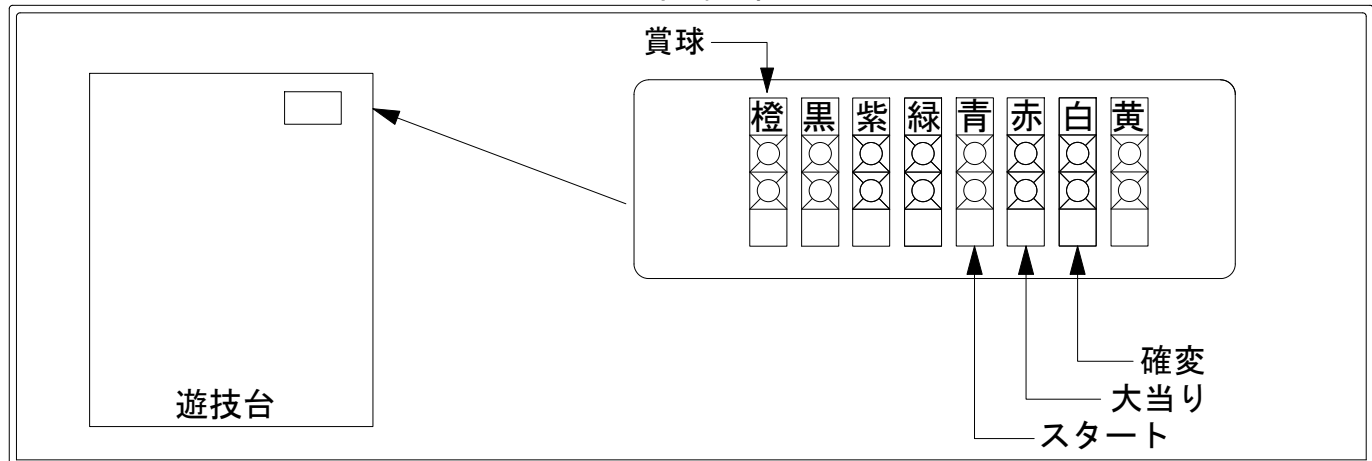 賞球
橙 黒 紫 緑 青 赤 白 黄
確変
大当り
スタート
遊技台